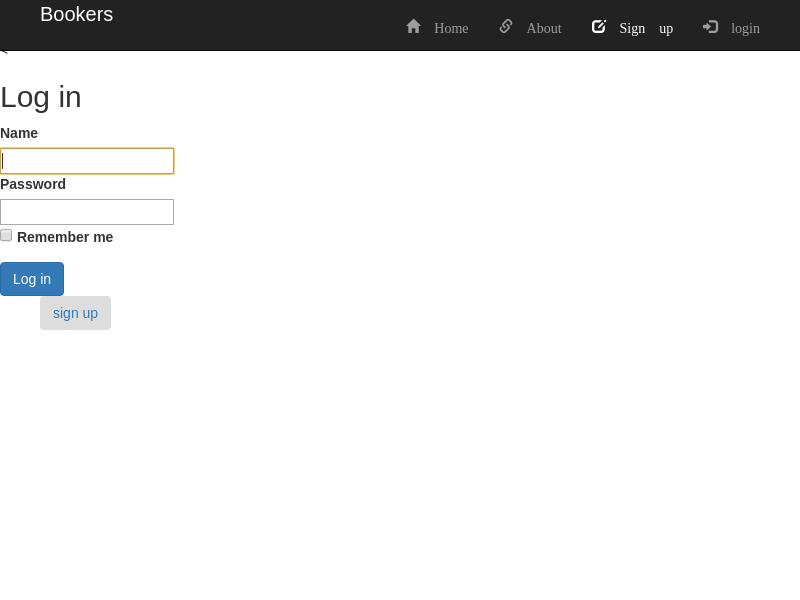 Bookers
Home About Sign up login
<
Log in
Name
Password
Remember me
Log in
sign up